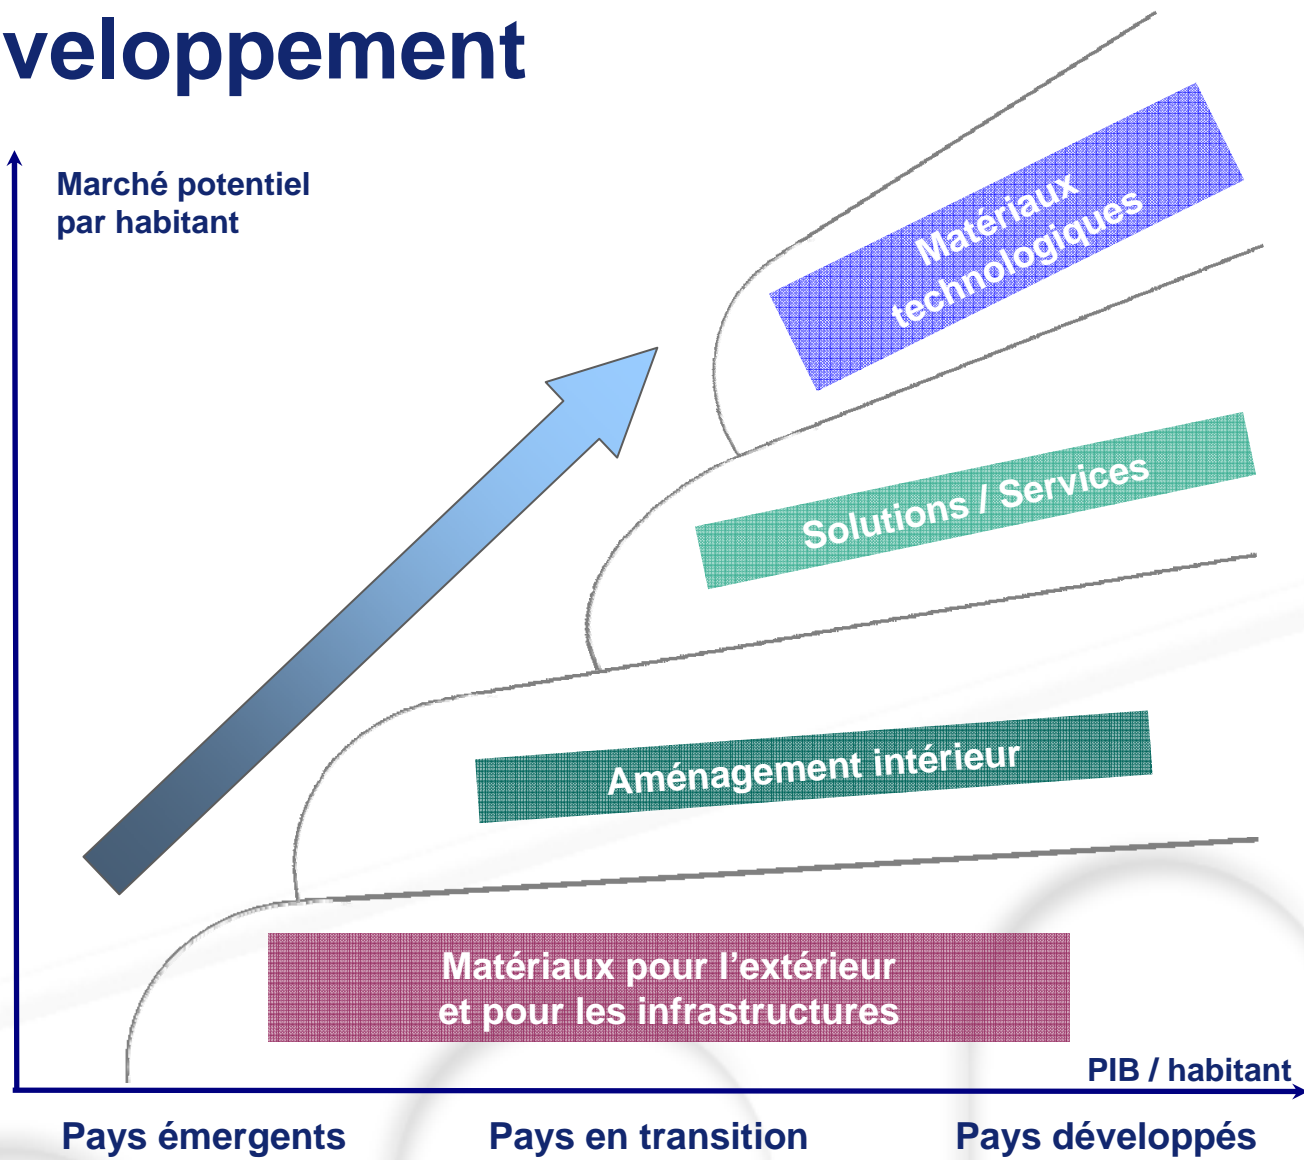 veloppement
Marché potentiel
par habitant
Matériaux
technologiques
Solutions / Services
Aménagement intérieur
Matériaux pour l’extérieur
et pour les infrastructures
PIB / habitant
Pays émergents
Pays en transition
Pays développés